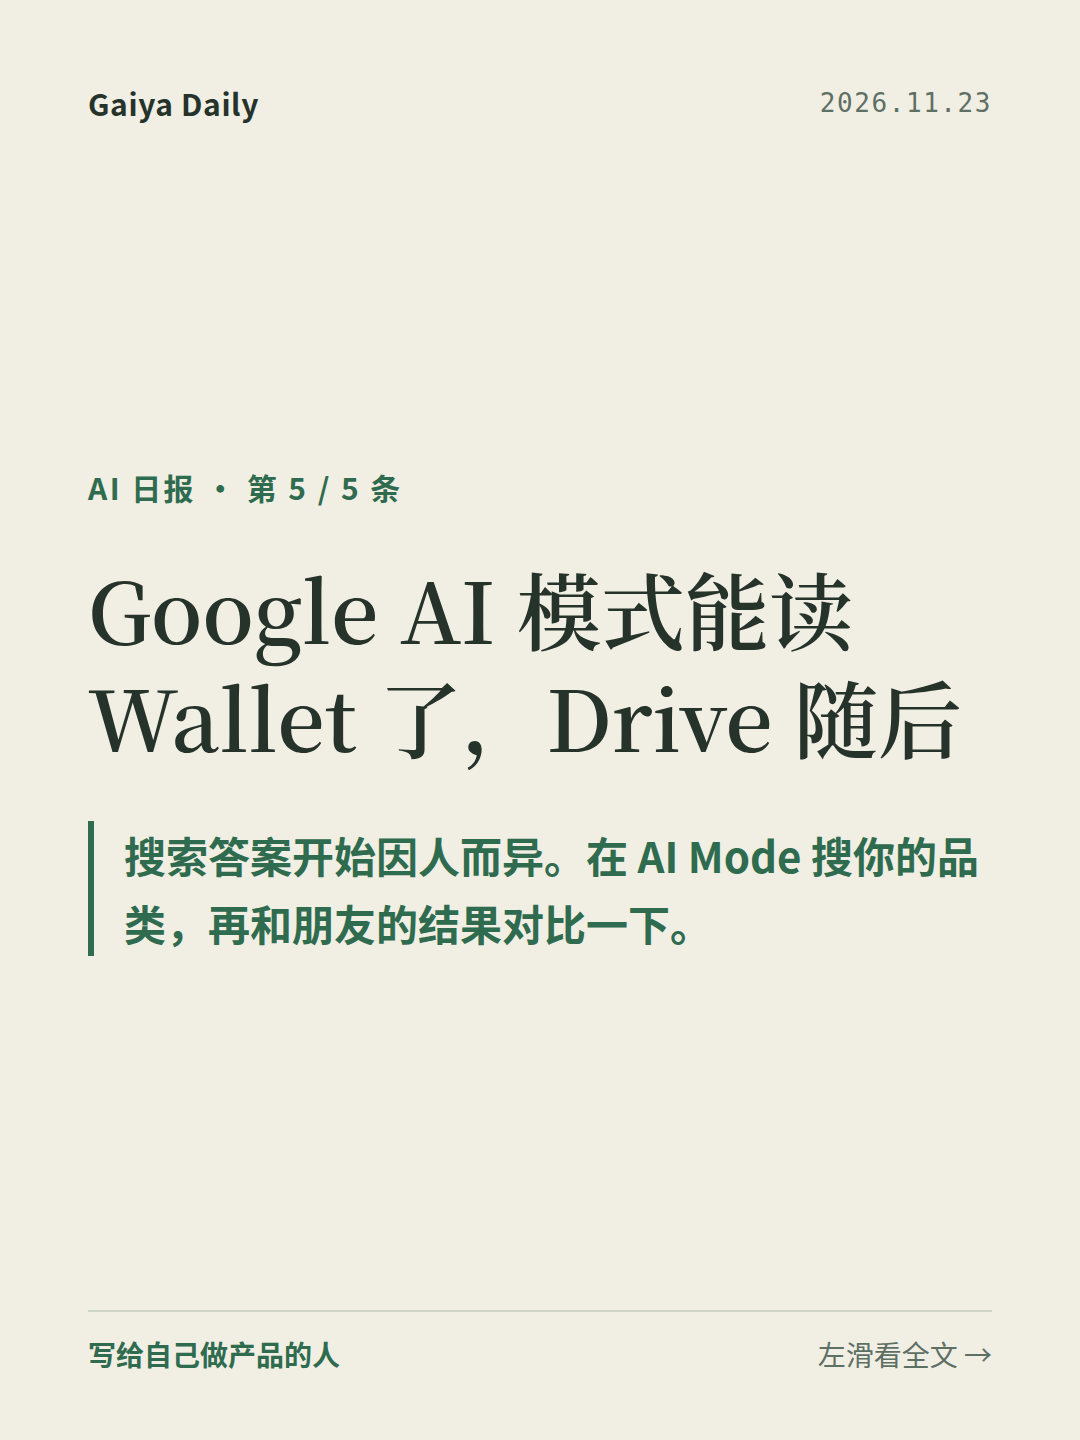 Gaiya Daily
2026.11.23
AI 日报 · 第 5 / 5 条
Google AI 模式能读
Wallet 了，Drive 随后
搜索答案开始因人而异。在 AI Mode 搜你的品
类，再和朋友的结果对比一下。
写给自己做产品的人
左滑看全文 →